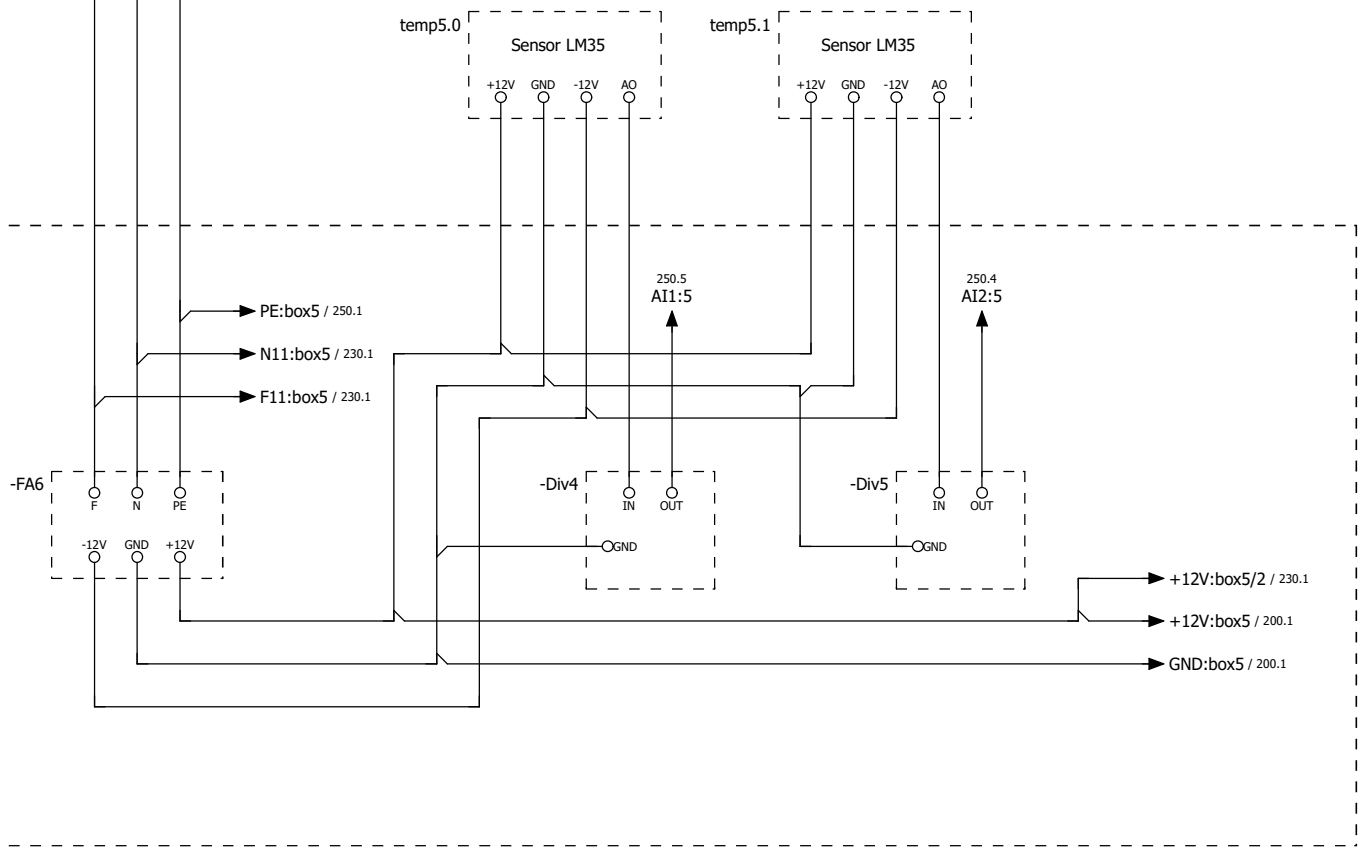 temp5.0
Sensor LM35
+12V GND -12V AO
temp5.1
Sensor LM35
+12V GND -12V AO
250.5
AI1:5
250.4
AI2:5
PE:box5 / 250.1
N11:box5 / 230.1
F11:box5 / 230.1
-FA6
F N PE
-12V GND +12V
-Div4
IN OUT
GND
-Div5
IN OUT
GND
+12V:box5/2 / 230.1
+12V:box5 / 200.1
GND:box5 / 200.1